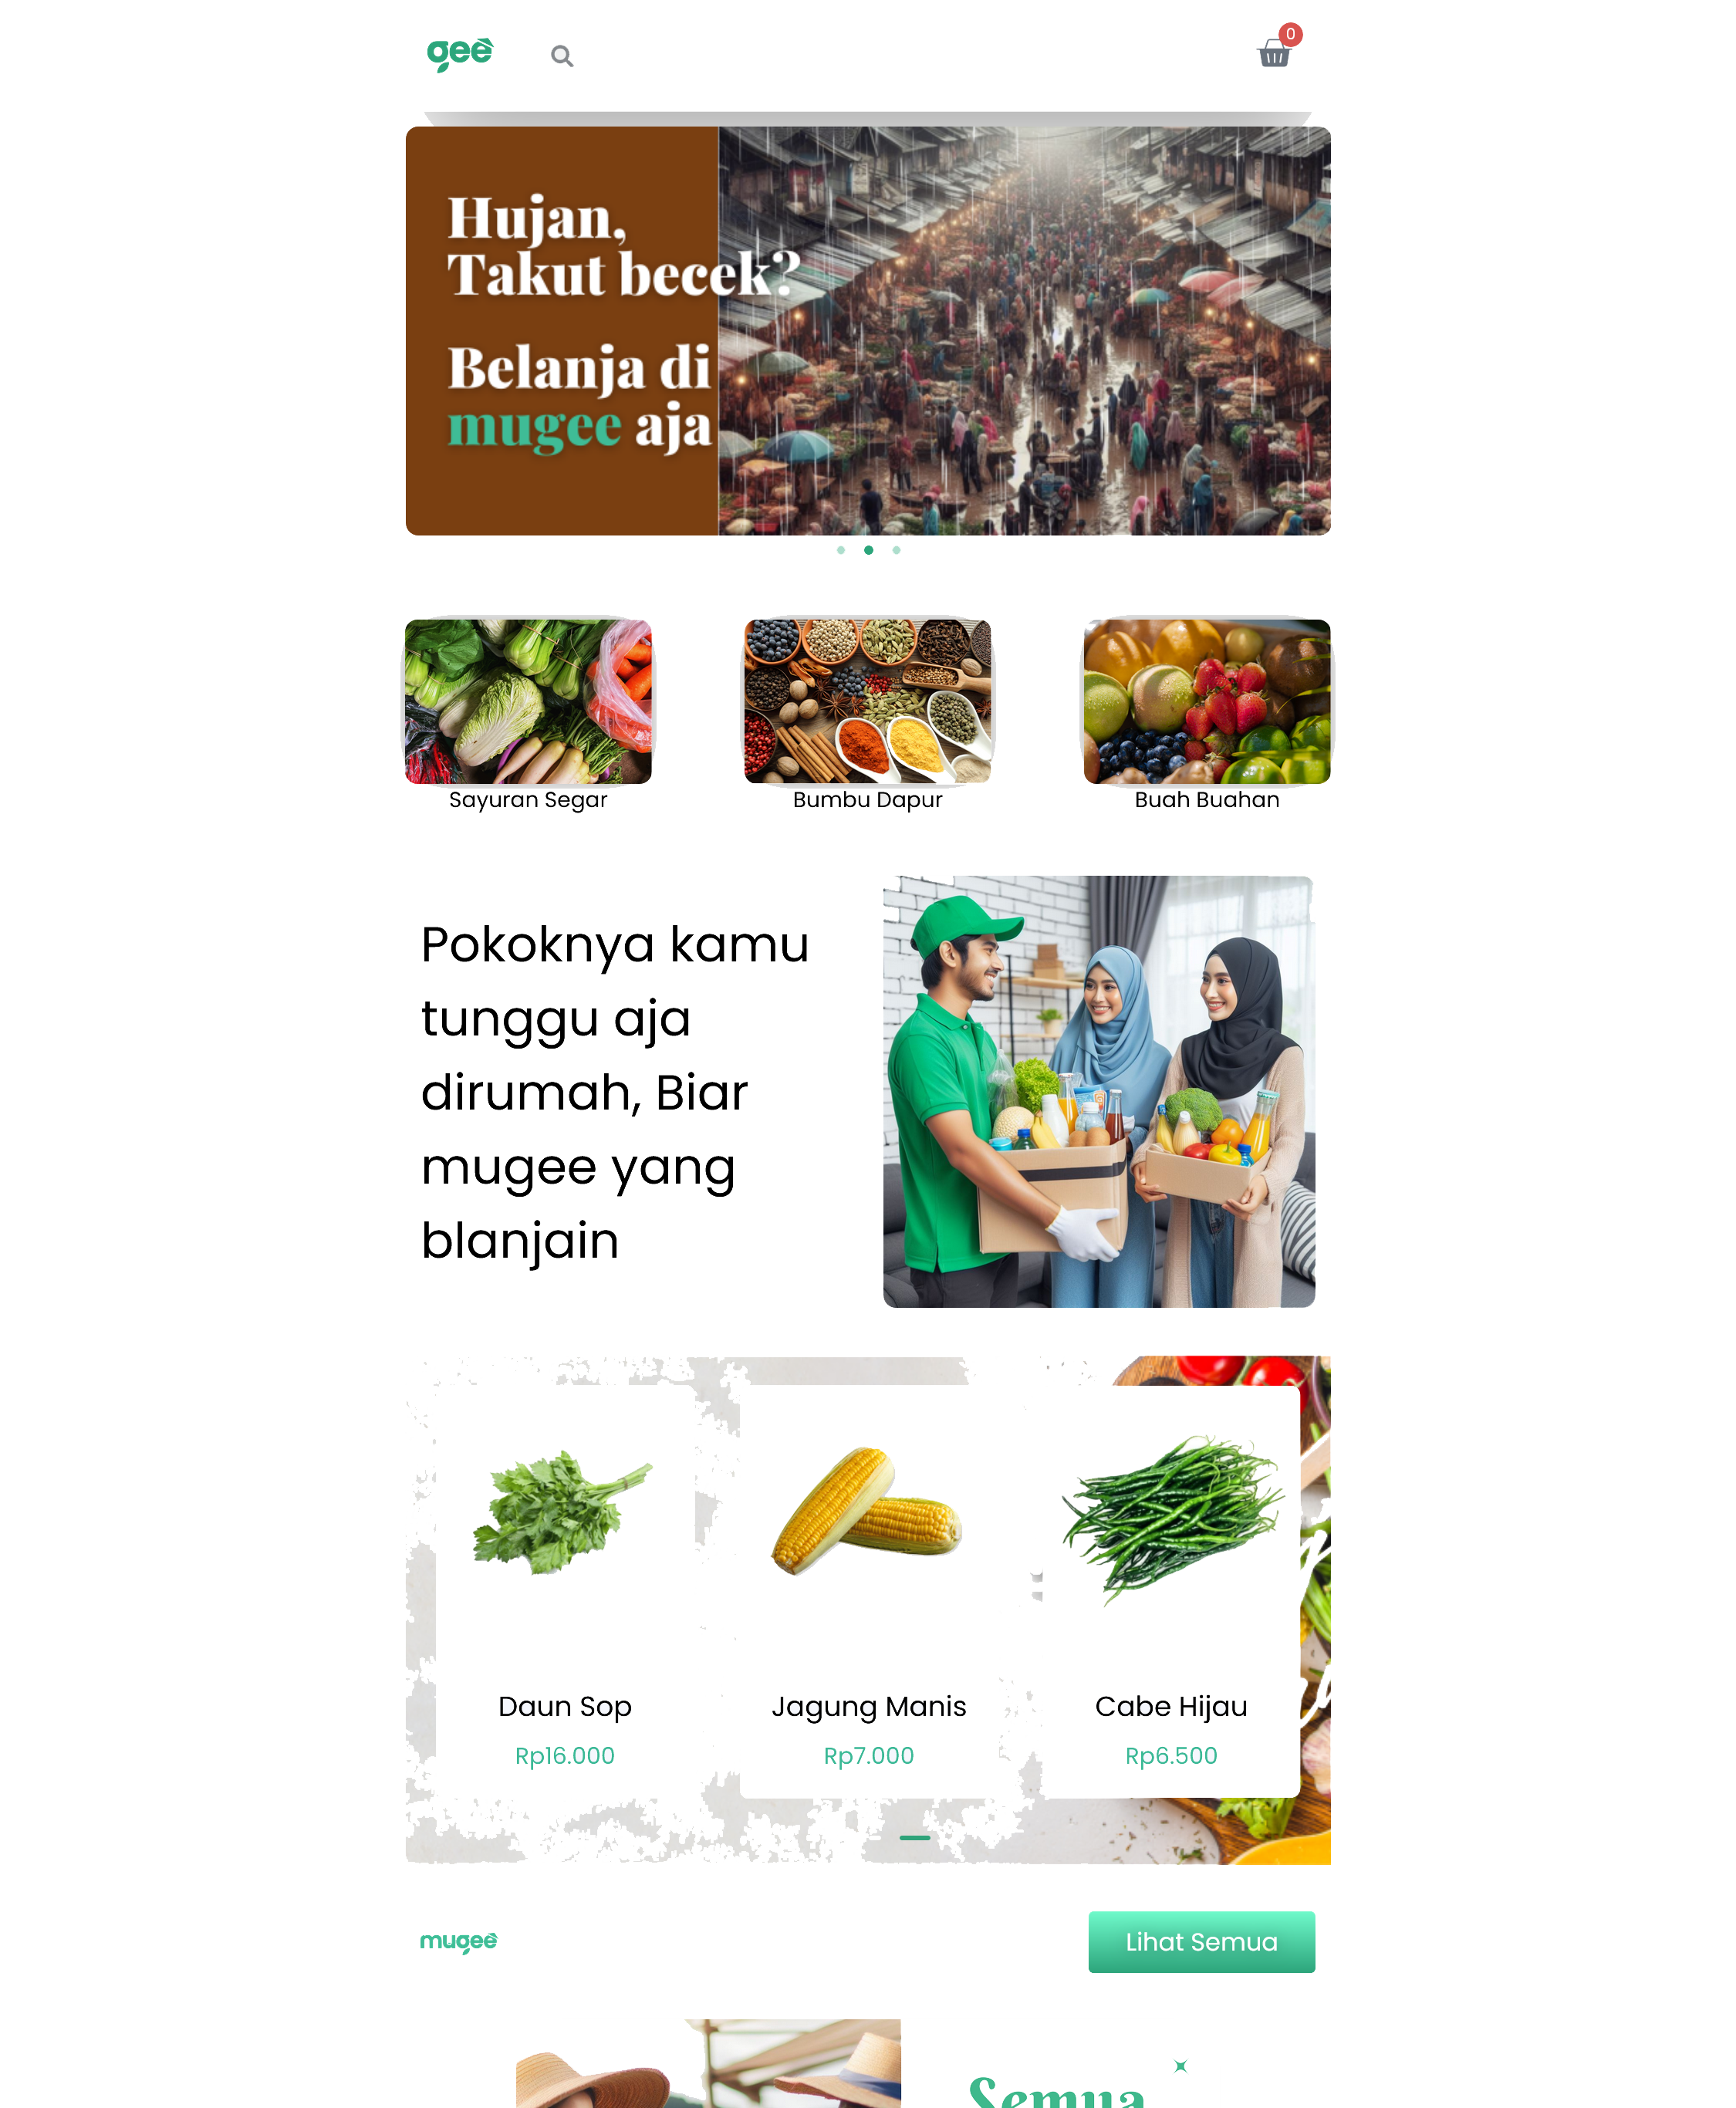 gee
0
Hujan,
Takut becek?
Belanja di
mugee aja
Sayuran Segar
Bumbu Dapur
Buah Buahan
Pokoknya kamu
tunggu aja
dirumah, Biar
mugee yang
blanjain
Daun Sop
Jagung Manis
Cabe Hijau
Rp16.000
Rp7.000
Rp6.500
mugee
Lihat Semua
Semua